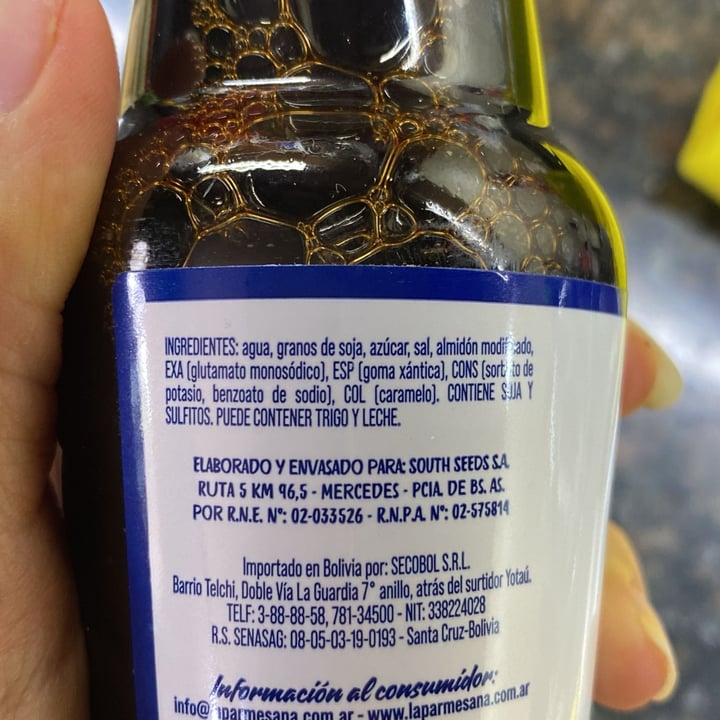 INGREDIENTES: agua, granos de soja, azúcar, sal, almidón modificado,
EXA (glutamato monosódico), ESP (goma xántica), CONS (sorbato de
potasio, benzoato de sodio), COL (caramelo). CONTIENE SOJA Y
SULFITOS. PUEDE CONTENER TRIGO Y LECHE.
ELABORADO Y ENVASADO PARA: SOUTH SEEDS S.A.
RUTA 5 KM 96,5 - MERCEDES - PCIA. DE BS. AS.
POR R.N.E. Nº: 02-033526 - R.N.P.A. Nº: 02-575814
Importado en Bolivia por: SECOBOL S.R.L.
Barrio Telchi, Doble Vía La Guardia 7° anillo, atrás del surtidor Yotaú.
TELF: 3-88-88-58, 781-34500 - NIT: 338224028
R.S. SENASAG: 08-05-03-19-0193 - Santa Cruz-Bolivia
Información al consumidor:
info@laparmesana.com.ar - www.laparmesana.com.ar